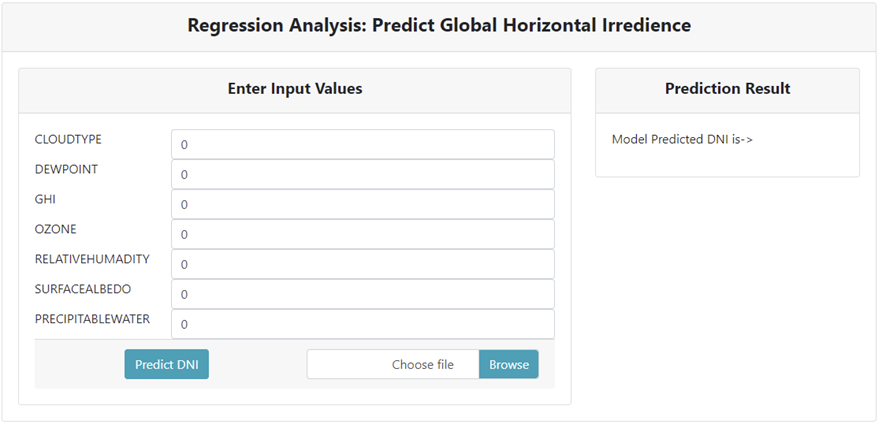 Regression Analysis: Predict Global Horizontal Irredience
Enter Input Values
CLOUDTYPE 0
DEWPOINT 0
GHI 0
OZONE 0
RELATIVEHUMADITY 0
SURFACEALBEDO 0
PRECIPITABLEWATER 0
Predict DNI Choose file Browse
Prediction Result
Model Predicted DNI is->